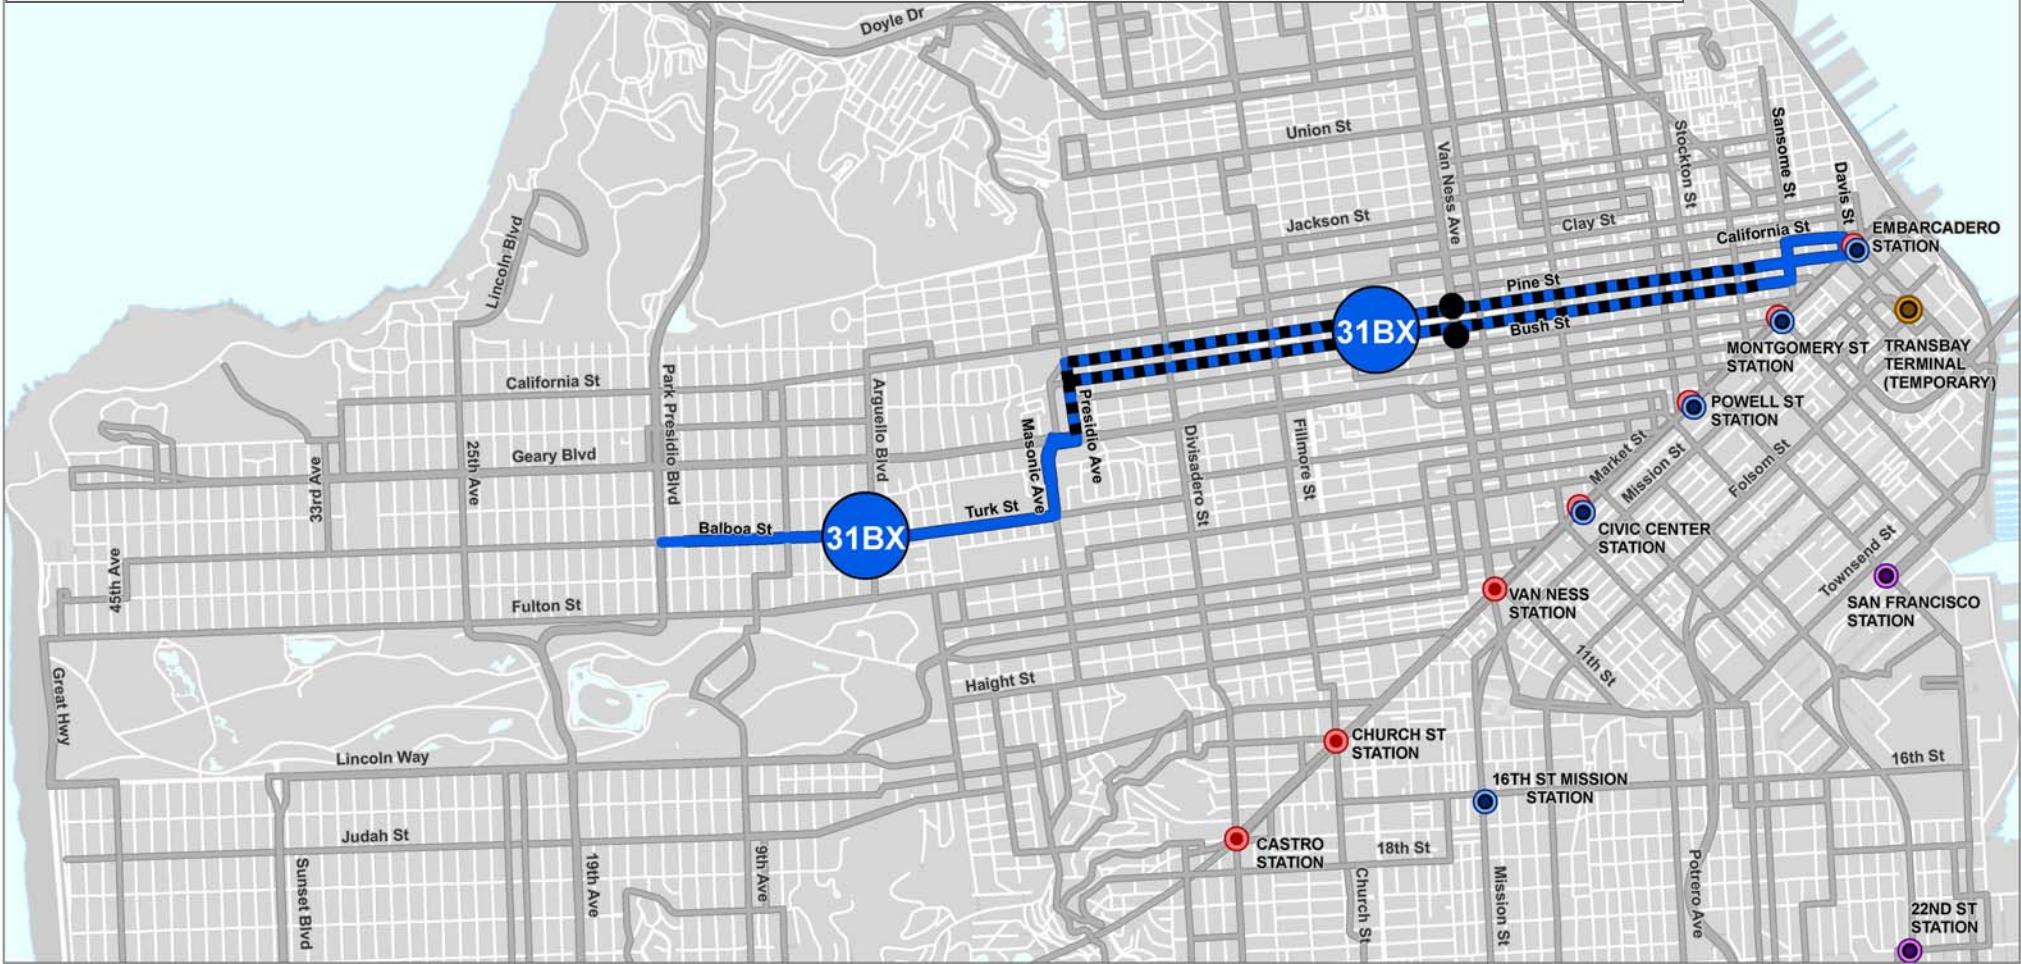 Doyle Dr
Union St
Van Ness Ave
Stockton St
Sansome St
Davis St
Lincoln Blvd
Jackson St
Clay St
California St
EMBARCADERO
STATION
Pine St
Bush St
31BX
MONTGOMERY ST
STATION
TRANSBAY
TERMINAL
(TEMPORARY)
California St
Park Presidio Blvd
Arguello Blvd
Presidio Ave
Masonic Ave
POWELL ST
STATION
Geary Blvd
25th Ave
33rd Ave
Divisadero St
Fillmore St
Market St
Mission St
Folsom St
Balboa St
31BX
Turk St
CIVIC CENTER
STATION
45th Ave
Fulton St
VAN NESS
STATION
Townsend St
SAN FRANCISCO
STATION
Great Hwy
Haight St
11th St
Lincoln Way
CHURCH ST
STATION
16th St
16TH ST MISSION
STATION
Judah St
CASTRO
STATION
18th St
Sunset Blvd
19th Ave
9th Ave
Church St
Mission St
Potrero Ave
22ND ST
STATION